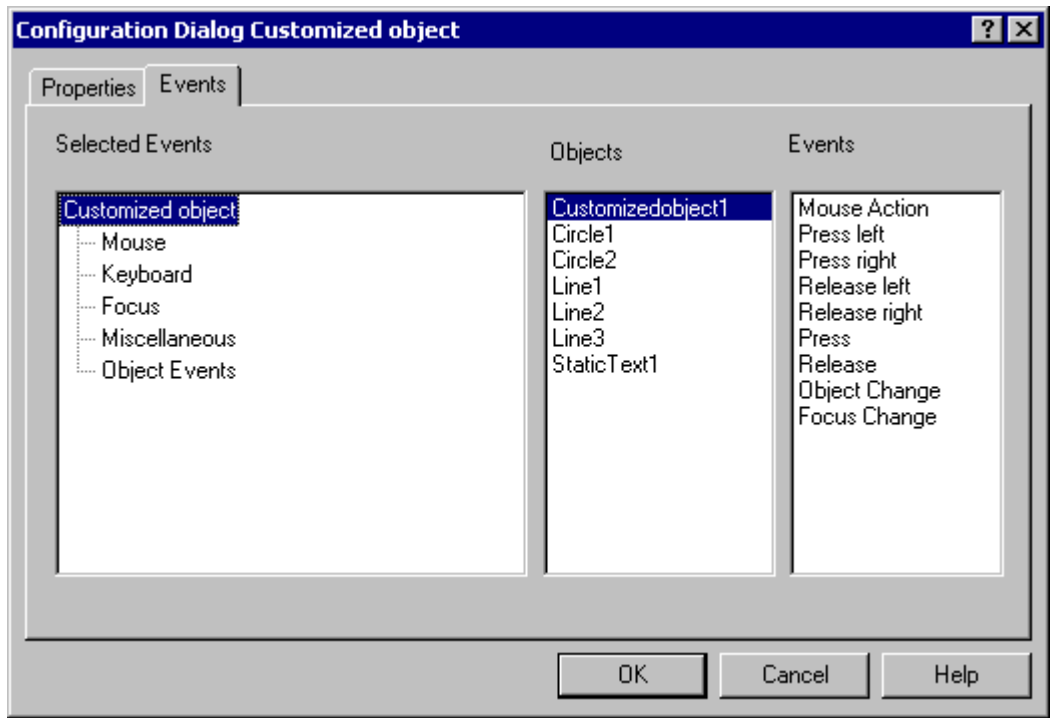 Configuration Dialog Customized object
Properties
Events
Selected Events
Customized object
Mouse
Keyboard
Focus
Miscellaneous
Object Events
Objects
Customizedobject1
Circle1
Circle2
Line1
Line2
Line3
StaticText1
Events
Mouse Action
Press left
Press right
Release left
Release right
Press
Release
Object Change
Focus Change
OK
Cancel
Help